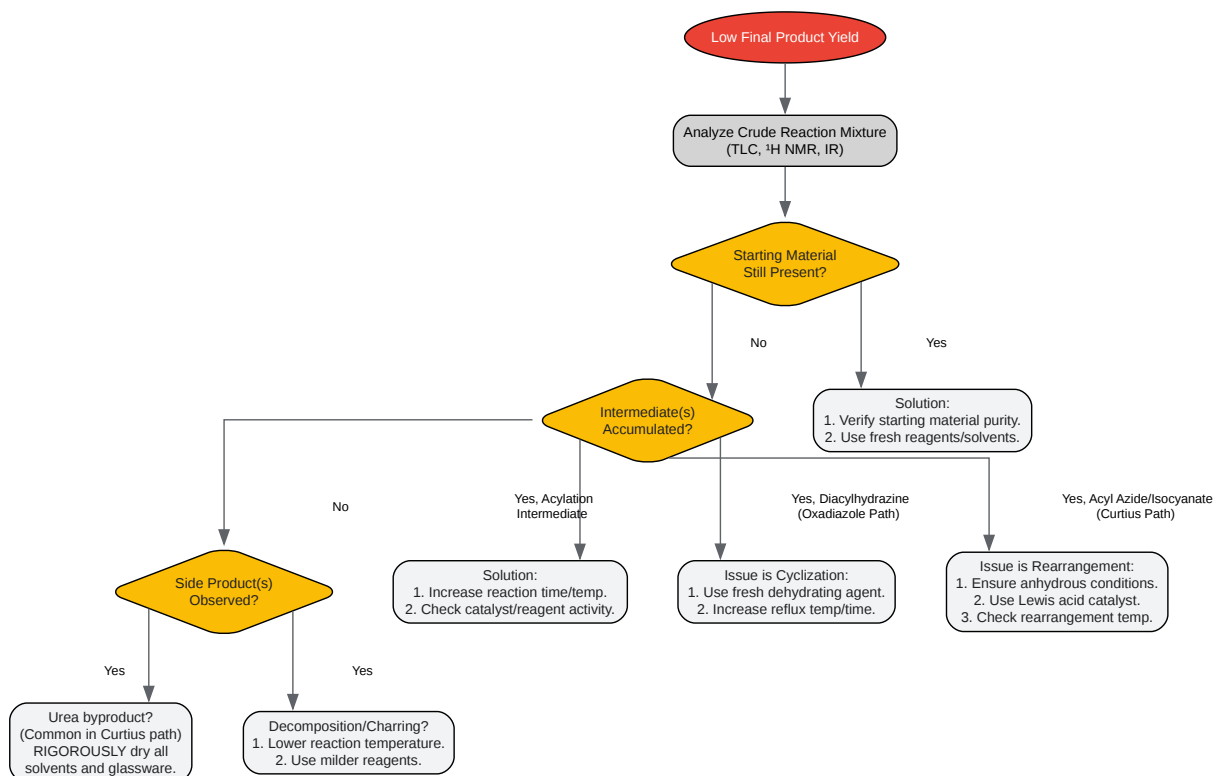 Low Final Product Yield
Analyze Crude Reaction Mixture
(TLC, ¹H NMR, IR)
Starting Material
Still Present?
No
Yes
Solution:
1. Verify starting material purity.
2. Use fresh reagents/solvents.
Intermediate(s)
Accumulated?
No
Yes, Acylation
Intermediate
Yes, Diacylhydrazine
(Oxadiazole Path)
Yes, Acyl Azide/Isocyanate
(Curtius Path)
Side Product(s)
Observed?
Solution:
1. Increase reaction time/temp.
2. Check catalyst/reagent activity.
Issue is Cyclization:
1. Use fresh dehydrating agent.
2. Increase reflux temp/time.
Issue is Rearrangement:
1. Ensure anhydrous conditions.
2. Use Lewis acid catalyst.
3. Check rearrangement temp.
Yes
Yes
Urea byproduct?
(Common in Curtius path)
RIGOROUSLY dry all
solvents and glassware.
Decomposition/Charring?
1. Lower reaction temperature.
2. Use milder reagents.